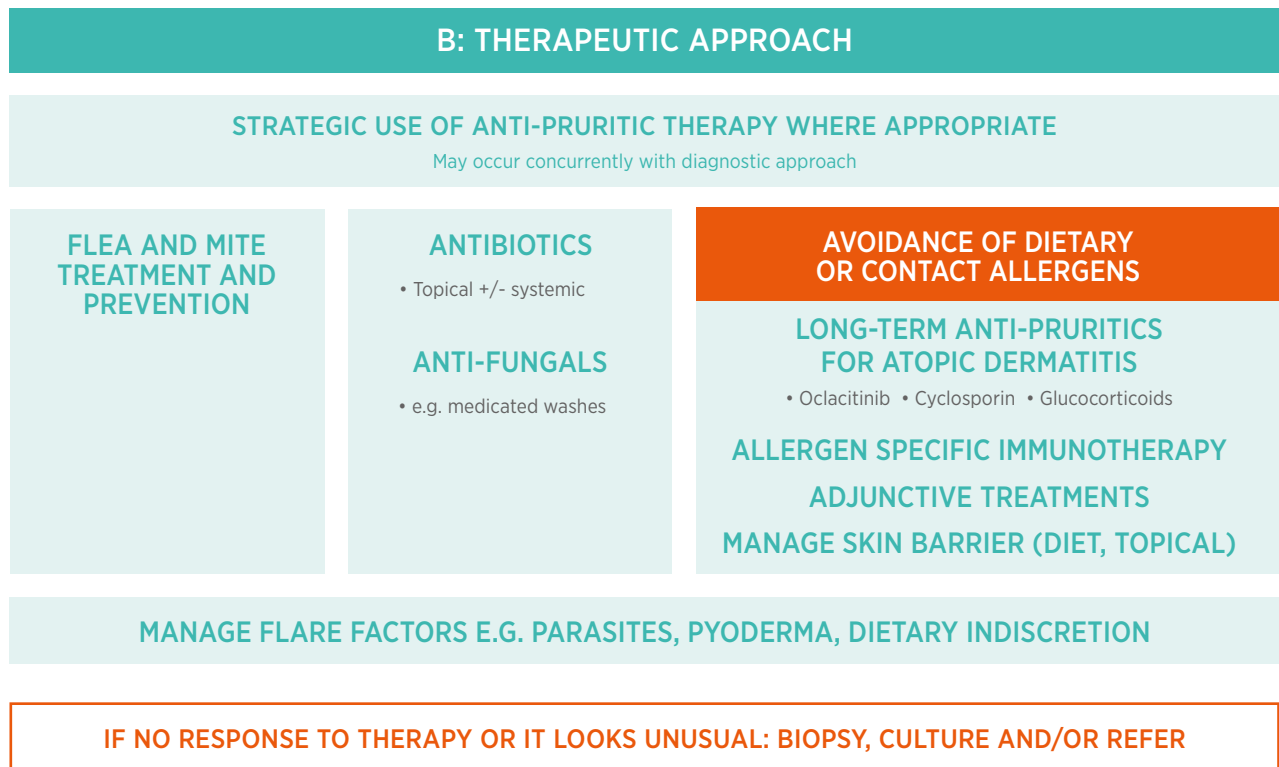 B: THERAPEUTIC APPROACH
STRATEGIC USE OF ANTI-PRURITIC THERAPY WHERE APPROPRIATE
May occur concurrently with diagnostic approach
FLEA AND MITE
TREATMENT AND
PREVENTION
ANTIBIOTICS
• Topical +/- systemic
ANTI-FUNGALS
• e.g. medicated washes
AVOIDANCE OF DIETARY
OR CONTACT ALLERGENS
LONG-TERM ANTI-PRURITICS
FOR ATOPIC DERMATITIS
• Oclacitinib • Cyclosporin • Glucocorticoids
ALLERGEN SPECIFIC IMMUNOTHERAPY
ADJUNCTIVE TREATMENTS
MANAGE SKIN BARRIER (DIET, TOPICAL)
MANAGE FLARE FACTORS E.G. PARASITES, PYODERMA, DIETARY INDISCRETION
IF NO RESPONSE TO THERAPY OR IT LOOKS UNUSUAL: BIOPSY, CULTURE AND/OR REFER